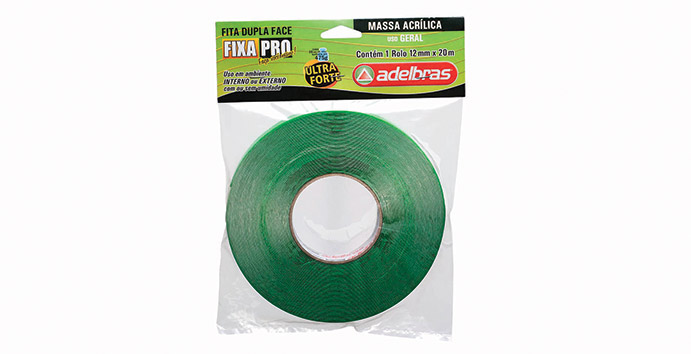 FITA DUPLA FACE
FIXA PRO
Uso em ambiente
INTERNO ou EXTERNO
com ou sem umidade
ULTRA
FORTE
MASSA ACRÍLICA
USO GERAL
Contém 1 Rolo 12mm x 20m
adelbras